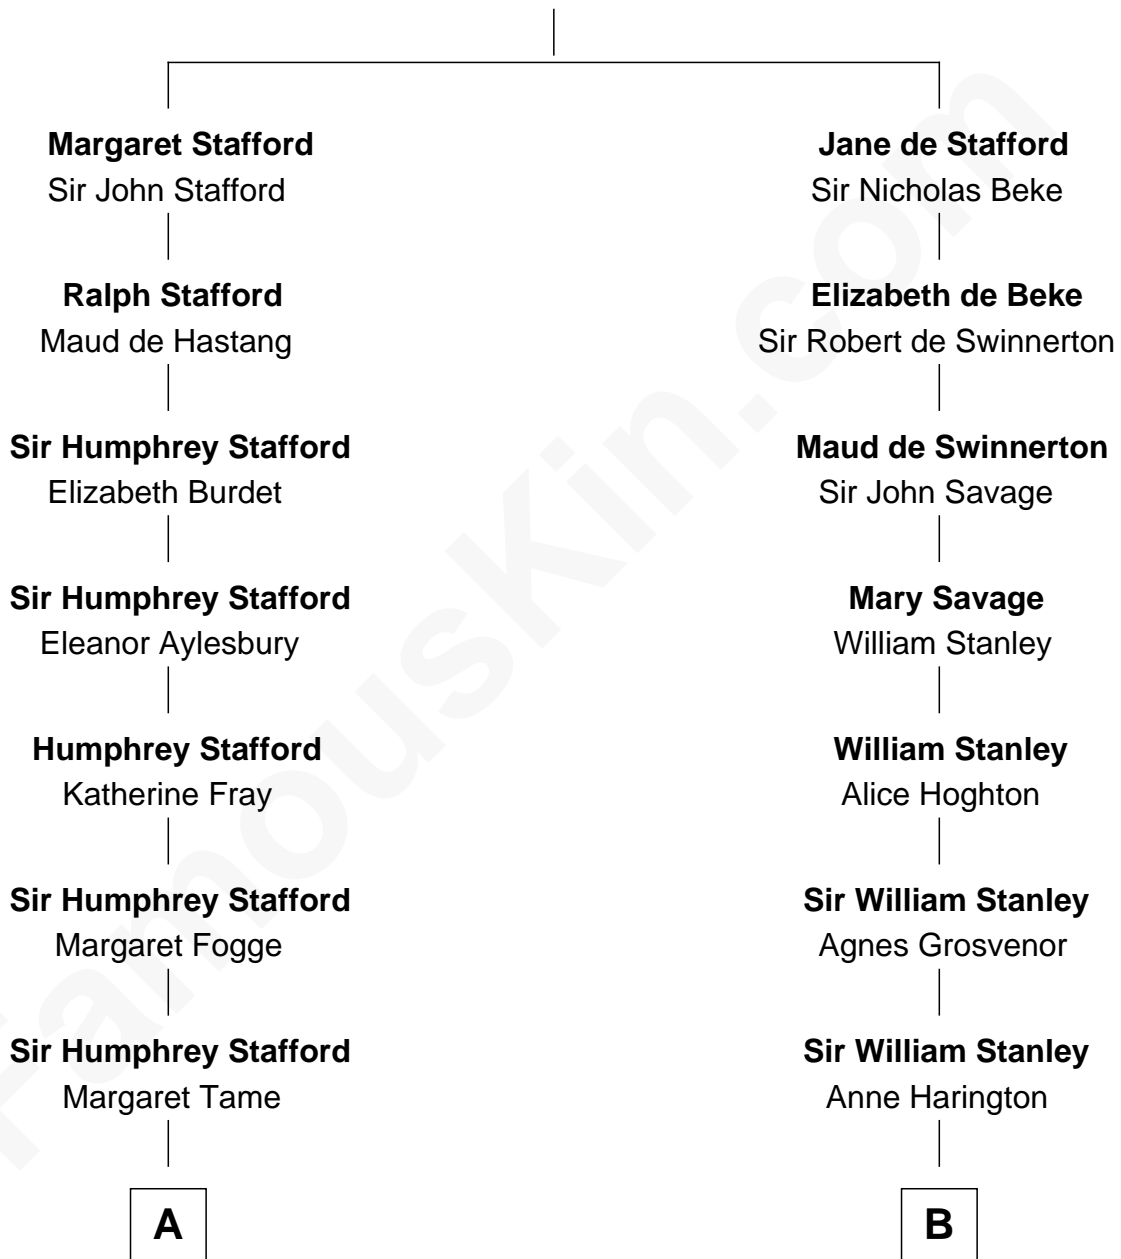 Margaret Stafford
Sir John Stafford
Ralph Stafford
Maud de Hastang
Sir Humphrey Stafford
Elizabeth Burdet
Sir Humphrey Stafford
Eleanor Aylesbury
Humphrey Stafford
Katherine Fray
Sir Humphrey Stafford
Margaret Fogge
Sir Humphrey Stafford
Margaret Tame
A
Jane de Stafford
Sir Nicholas Beke
Elizabeth de Beke
Sir Robert de Swinnerton
Maud de Swinnerton
Sir John Savage
Mary Savage
William Stanley
William Stanley
Alice Hoghton
Sir William Stanley
Agnes Grosvenor
Sir William Stanley
Anne Harington
B
FamousKin.com